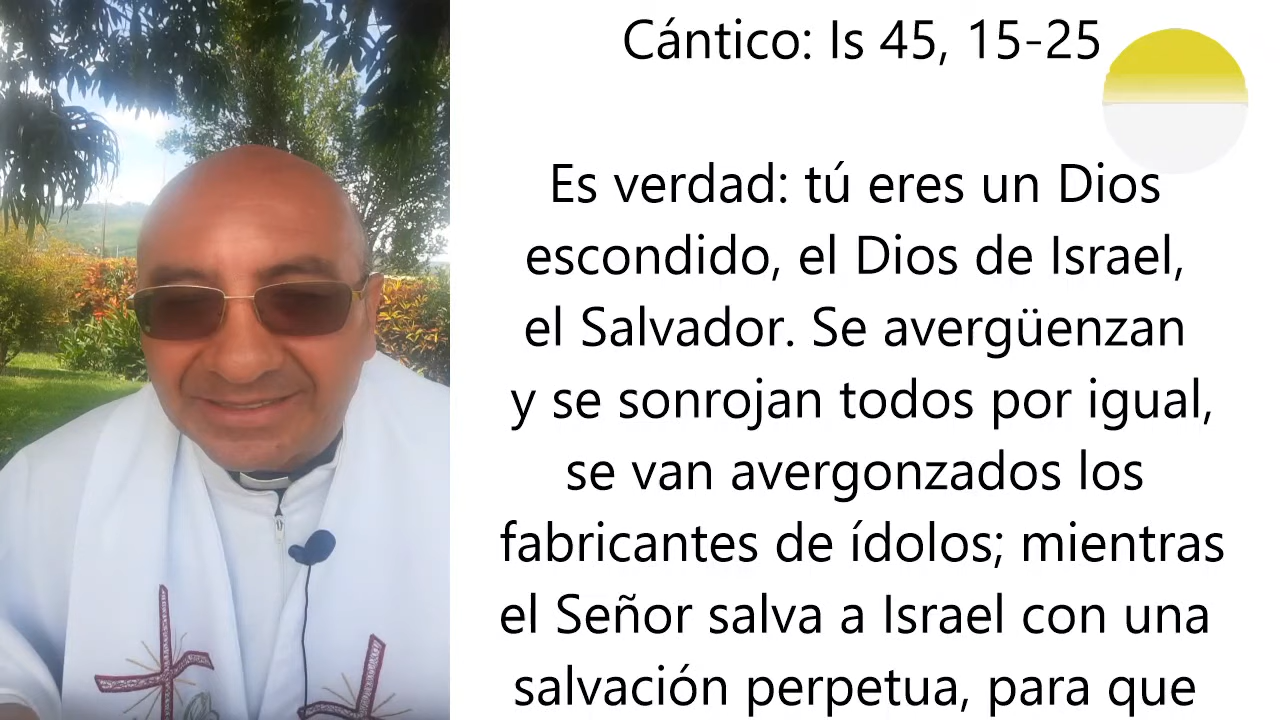 Cántico: Is 45, 15-25
Es verdad: tú eres un Dios
escondido, el Dios de Israel,
el Salvador. Se avergüenzan
y se sonrojan todos por igual,
se van avergonzados los
fabricantes de ídolos; mientras
el Señor salva a Israel con una
salvación perpetua, para que